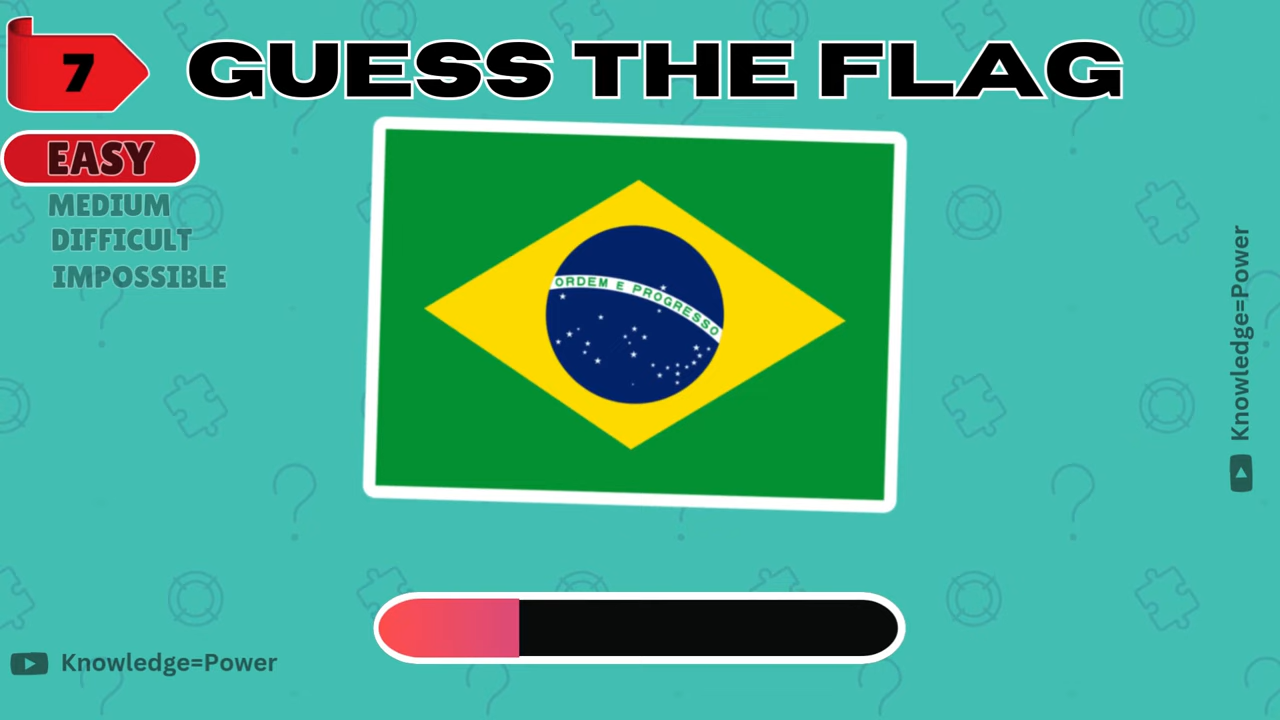 7
GUESS THE FLAG
EASY
MEDIUM
DIFFICULT
IMPOSSIBLE
ORDEM E PROGRESSO
Knowledge=Power
Knowledge=Power